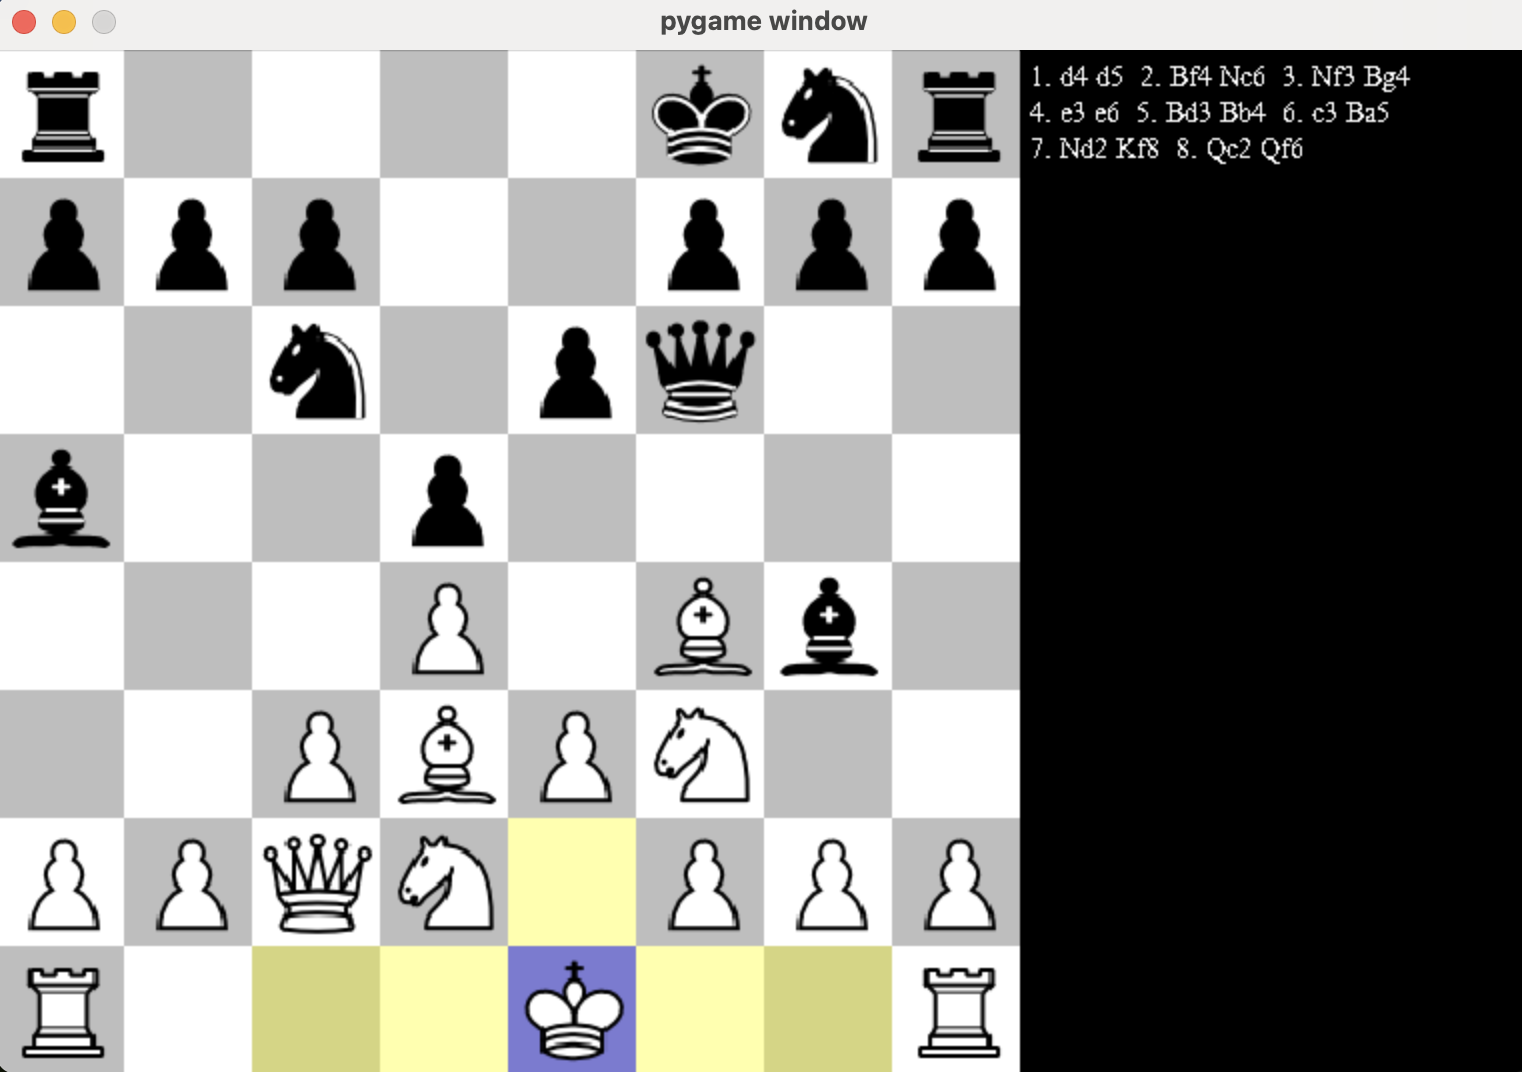 pygame window
1. d4 d5 2. Bf4 Nc6 3. Nf3 Bg4
4. e3 e6 5. Bd3 Bb4 6. c3 Ba5
7. Nd2 Kf8 8. Qc2 Qf6